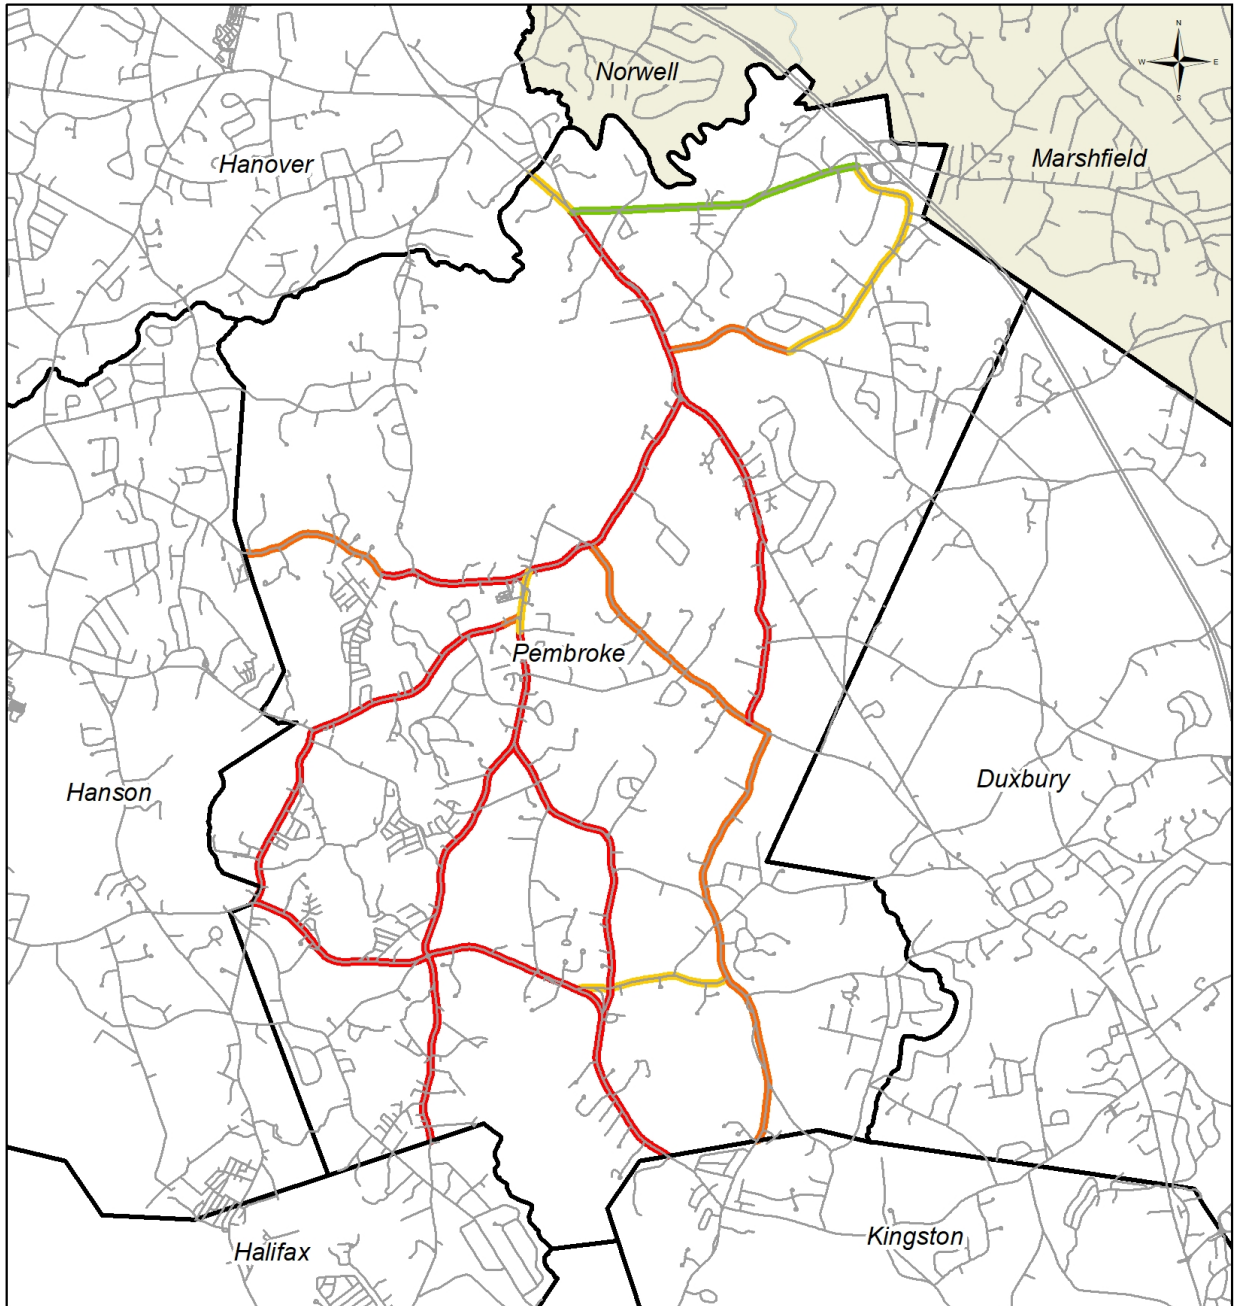 N
Norwell
W
E
S
Hanover
Marshfield
Pembroke
Hanson
Duxbury
Kingston
Halifax